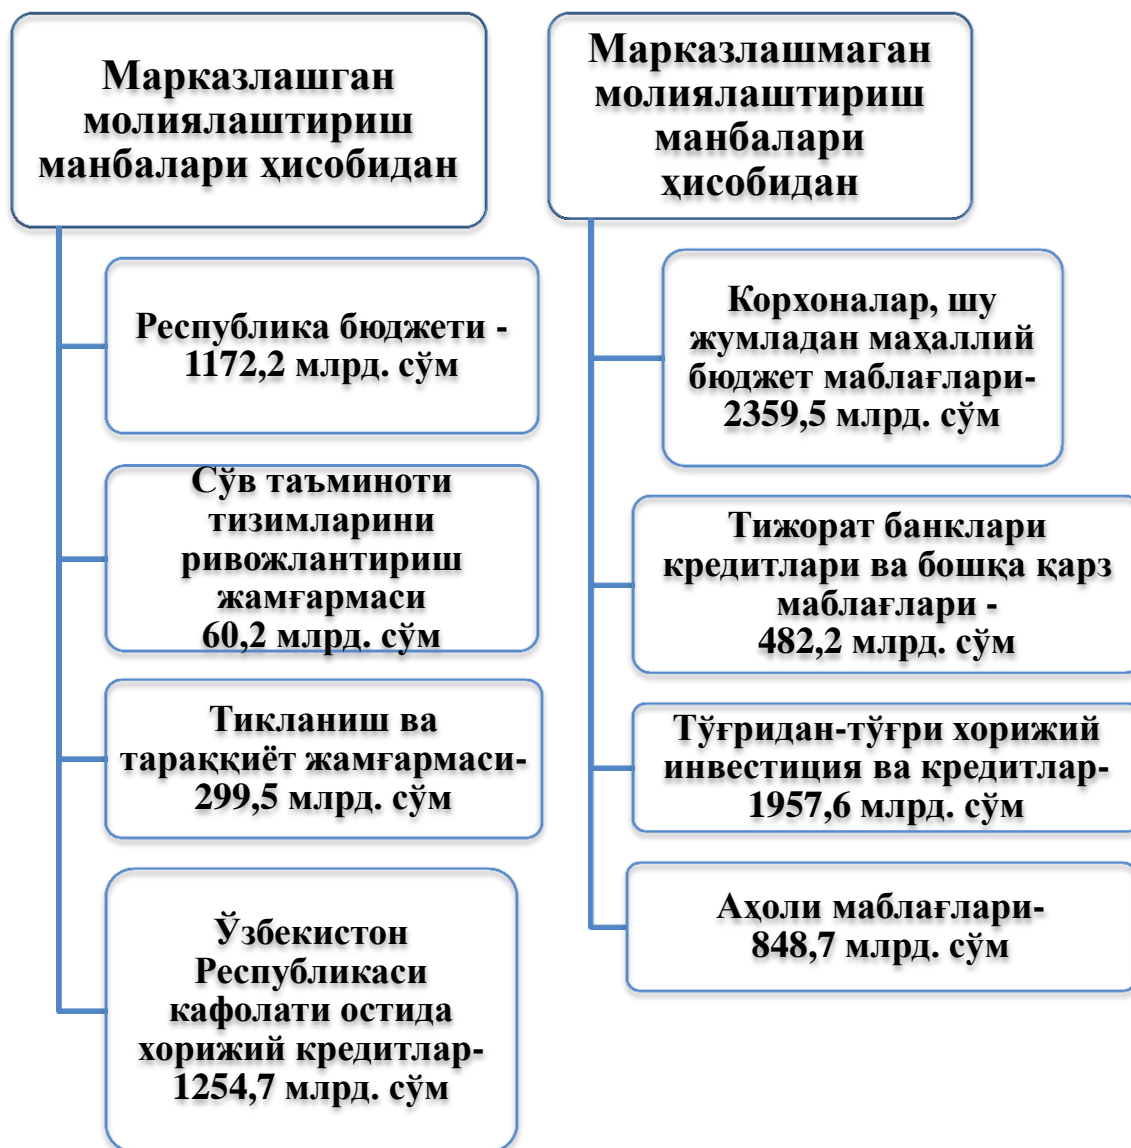 Марказлашган
молиялаштириш
манбалари ҳисобидан
Республика бюджети -
1172,2 млрд. сўм
Сўв таъминоти
тизимларини
ривожлантириш
жамғармаси
60,2 млрд. сўм
Тикланиш ва
тараққиёт жамғармаси-
299,5 млрд. сўм
Ўзбекистон
Республикаси
кафолати остида
хорижий кредитлар-
1254,7 млрд. сўм
Марказлашмаган
молиялаштириш
манбалари
ҳисобидан
Корхоналар, шу
жумладан маҳаллий
бюджет маблағлари-
2359,5 млрд. сўм
Тижорат банклари
кредитлари ва бошқа қарз
маблағлари -
482,2 млрд. сўм
Тўғридан-тўғри хорижий
инвестиция ва кредитлар-
1957,6 млрд. сўм
Аҳоли маблағлари-
848,7 млрд. сўм